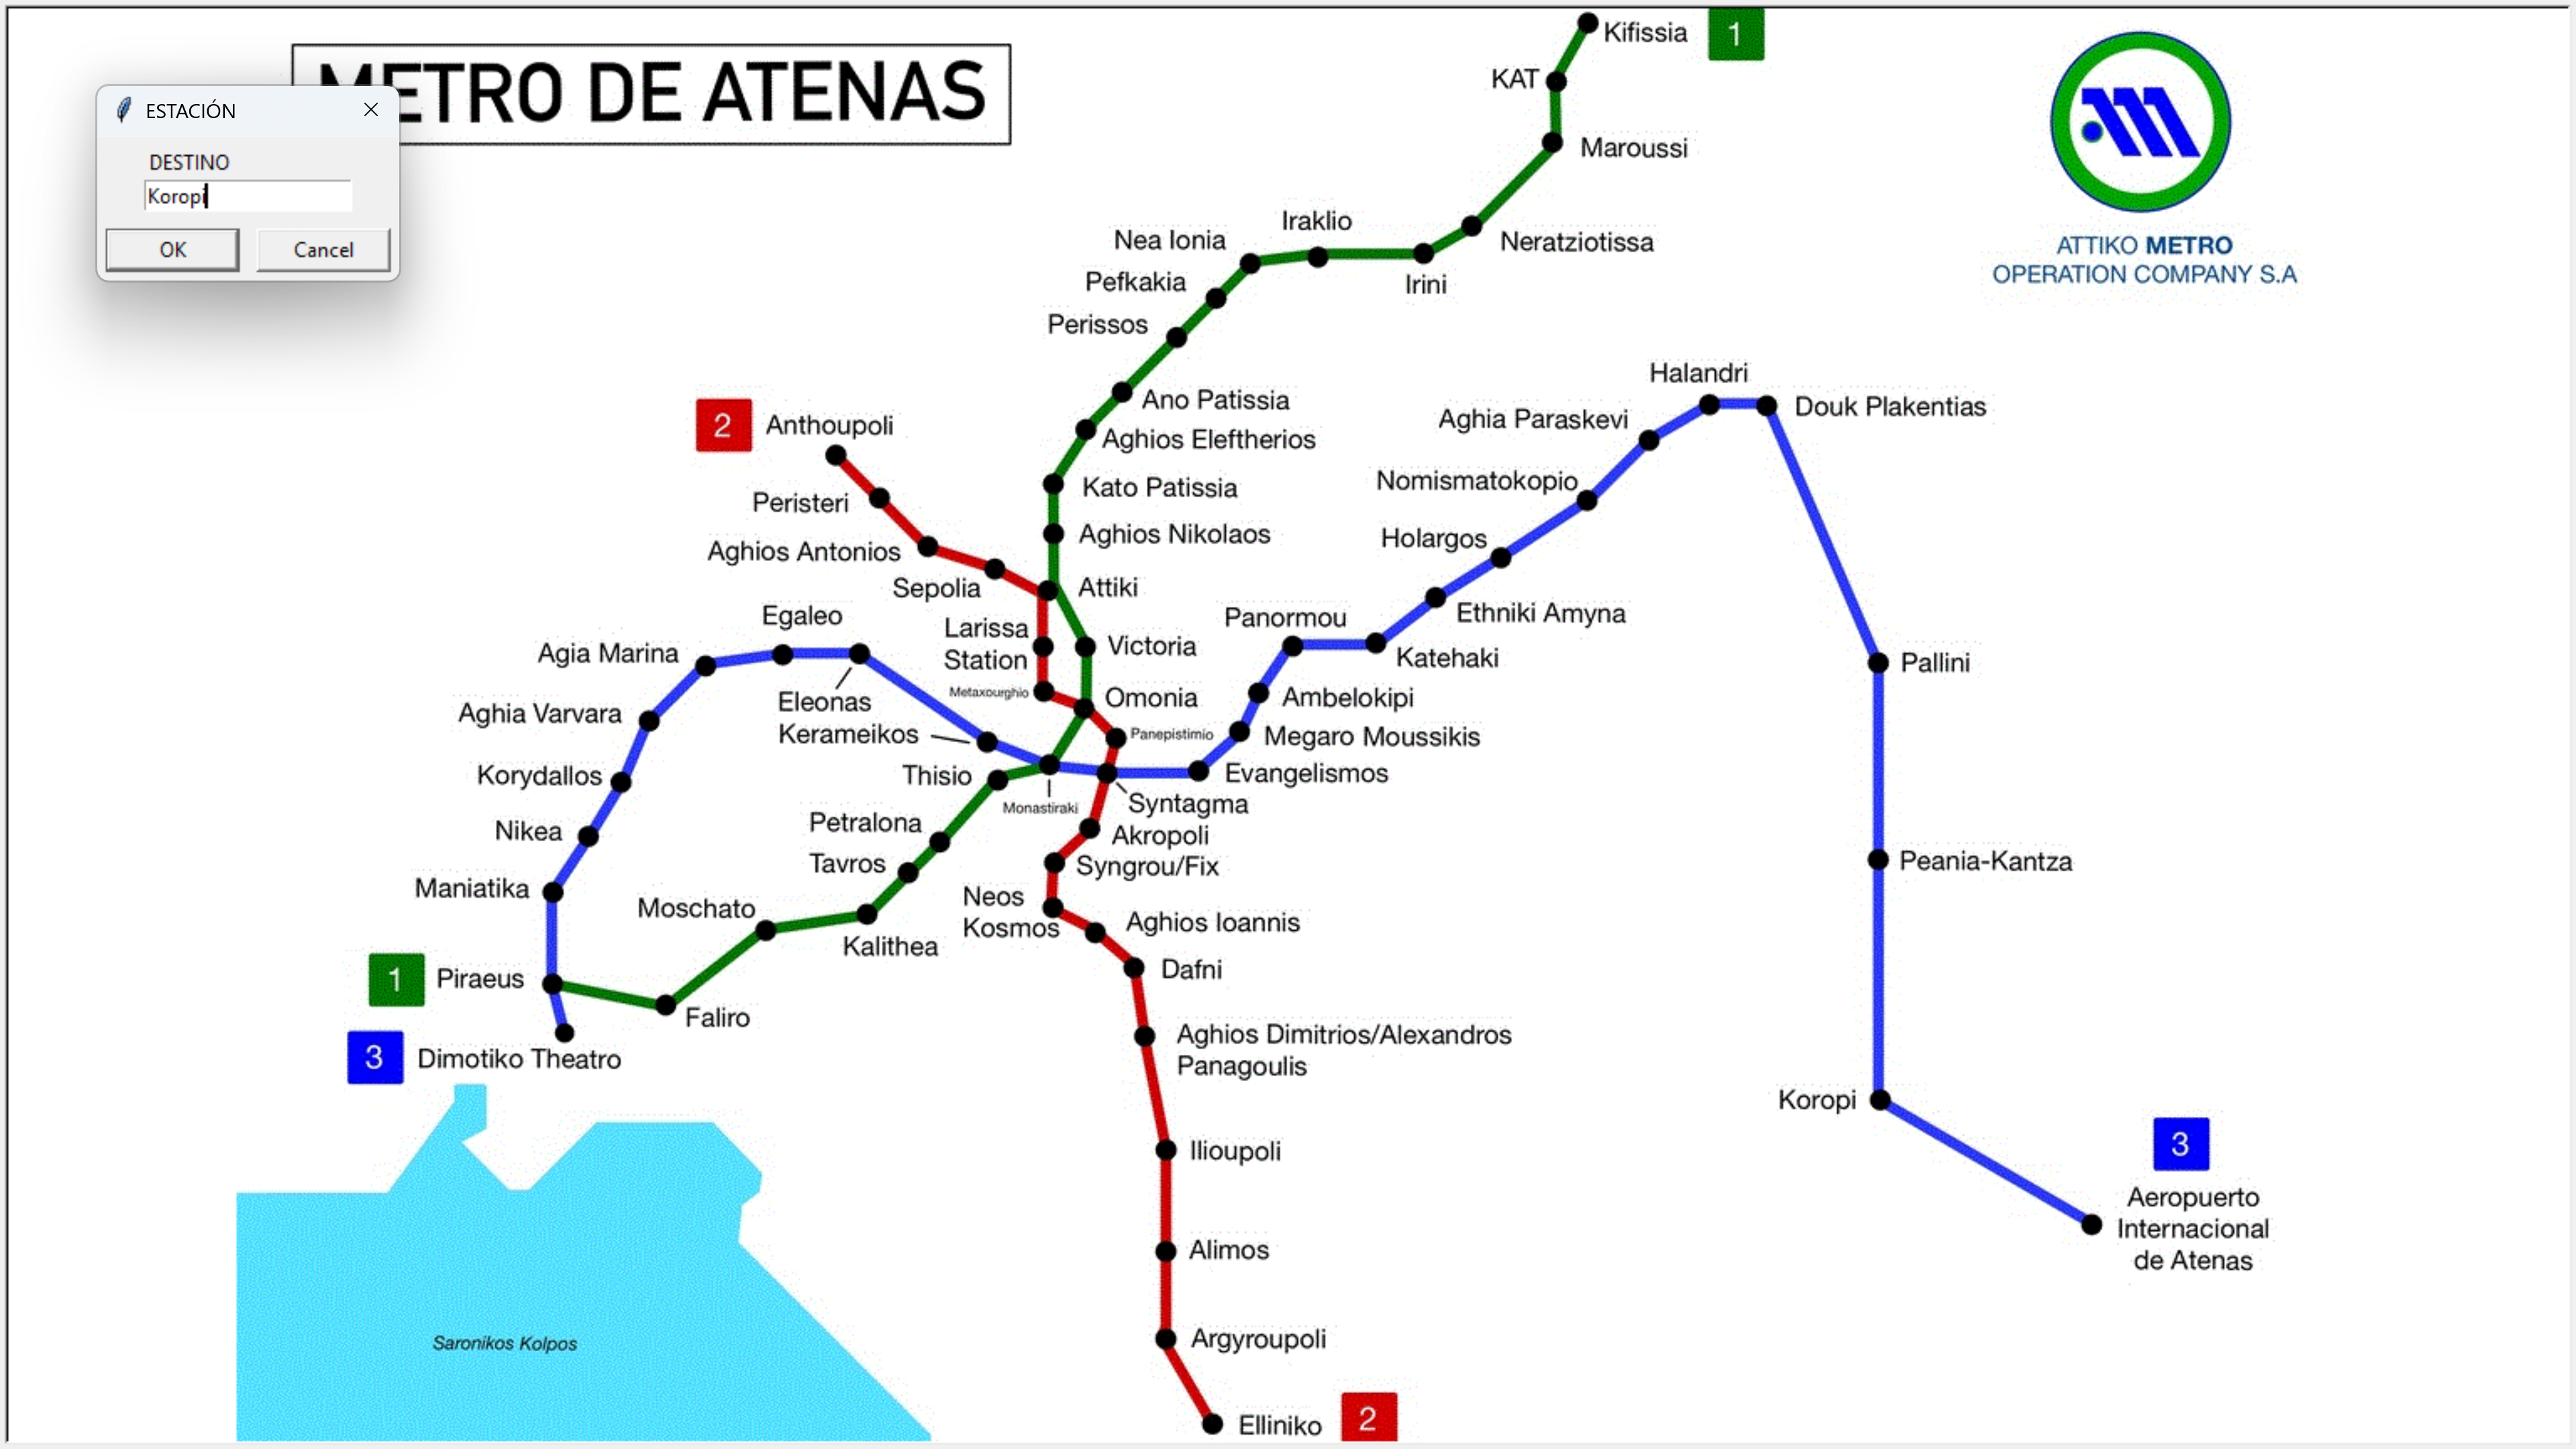 METRO DE ATENAS
ESTACIÓN
DESTINO
Koropi
OK
Cancel
Kifissia
1
KAT
Maroussi
Neratziotissa
Irini
Iraklio
Nea Ionia
Pefkakia
Perissos
Ano Patissia
Aghios Eleftherios
Kato Patissia
Aghios Nikolaos
Attiki
Victoria
Omonia
ATTIKO METRO
OPERATION COMPANY S.A
2
Anthoupoli
Peristeri
Aghios Antonios
Sepolia
Larissa
Station
Metaxourghio
Panepistimio
Halandri
Douk Plakentias
Aghia Paraskevi
Nomismatokopio
Holargos
Ethniki Amyna
Katehaki
Panormou
Ambelokipi
Megaro Moussikis
Evangelismos
Syntagma
Monastiraki
Egaleo
Agia Marina
Eleonas
Kerameikos
Aghia Varvara
Korydallos
Nikea
Maniatika
Thisio
Petralona
Tavros
Kalithea
Moschato
Faliro
1
Piraeus
3
Dimotiko Theatro
Akropoli
Syngrou/Fix
Neos
Kosmos
Aghios Ioannis
Dafni
Aghios Dimitrios/Alexandros
Panagoulis
Ilioupoli
Alimos
Argyroupoli
Elliniko
2
Pallini
Peania-Kantza
Koropi
3
Aeropuerto
Internacional
de Atenas
Saronikos Kolpos